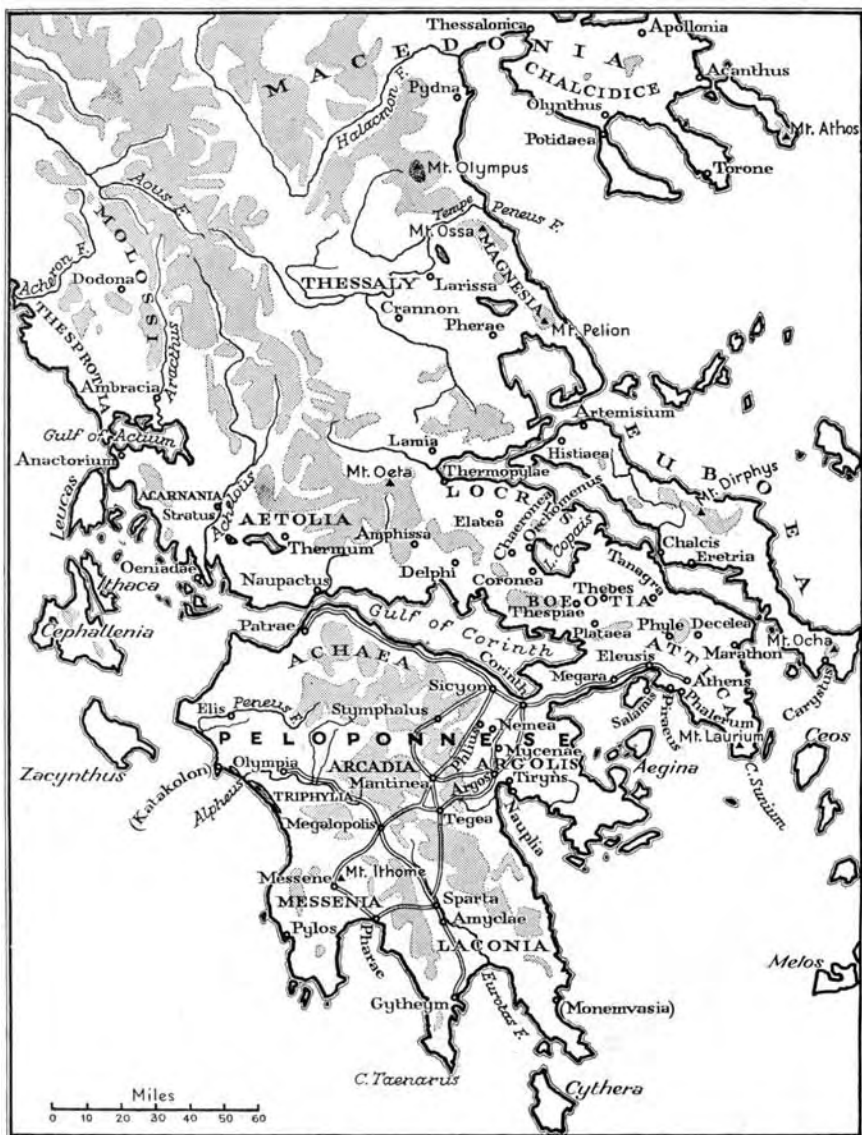 Thessalonica
Apollonia
MACEDONIA
CHALCIDICE
Acanthus
Pydna
Haliacmon F.
Olynthus
Mt. Athos
Potidaea
Mt. Olympus
Torone
Aous F.
Tempe
Peneus F.
MOLOSSI
Mt. Ossa
MAGNESIA
Acheron F.
Dodona
THESSALY
Larissa
Crannon
THESPROTIA
Pherae
Mt. Pelion
Aracthus
Ambracia
Artemisium
Gulf of Actium
Lamia
Histiaea
EUBOEA
Anactorium
Thermopylae
Mt. Dirphys
Mt. Oeta
LOCRIS
Leucas
ACARNANIA
Stratus
Achelous
AETOLIA
Amphissa
Elatea
Chaeronea
Orchomenus
L. Copais
Chalcis
Eretria
Thermum
Oeniadae
Delphi
Coronea
Tanagra
Ithaca
Naupactus
Thebes
BOEOTIA
Thespiae
Cephallenia
Gulf of Corinth
Plataea
Phyle
Decelea
Patrae
Mt. Ocha
ACHAEA
Corinth
ATTICA
Marathon
Eleusis
Megara
Athens
Carystus
Sicyon
Salamis
Piraeus
Phalerum
Elis
Peneus F.
Stymphalus
Nemea
Ceos
PELOPONNESE
Phlius
Mycenae
Mt. Laurium
Zacynthus
Olympia
ARCADIA
ARGOLIS
Aegina
Mantinea
Argos
Tiryns
C. Sunium
(Katakolon)
Alpheus
TRIPHYLIA
Nauplia
Megalopolis
Tegea
Messene
Mt. Ithome
MESSENIA
Sparta
Amyclae
Pylos
Pharae
LACONIA
Melos
Gytheum
Eurotas F.
(Monemvasia)
C. Taenarus
Cythera
Miles
0 10 20 30 40 50 60